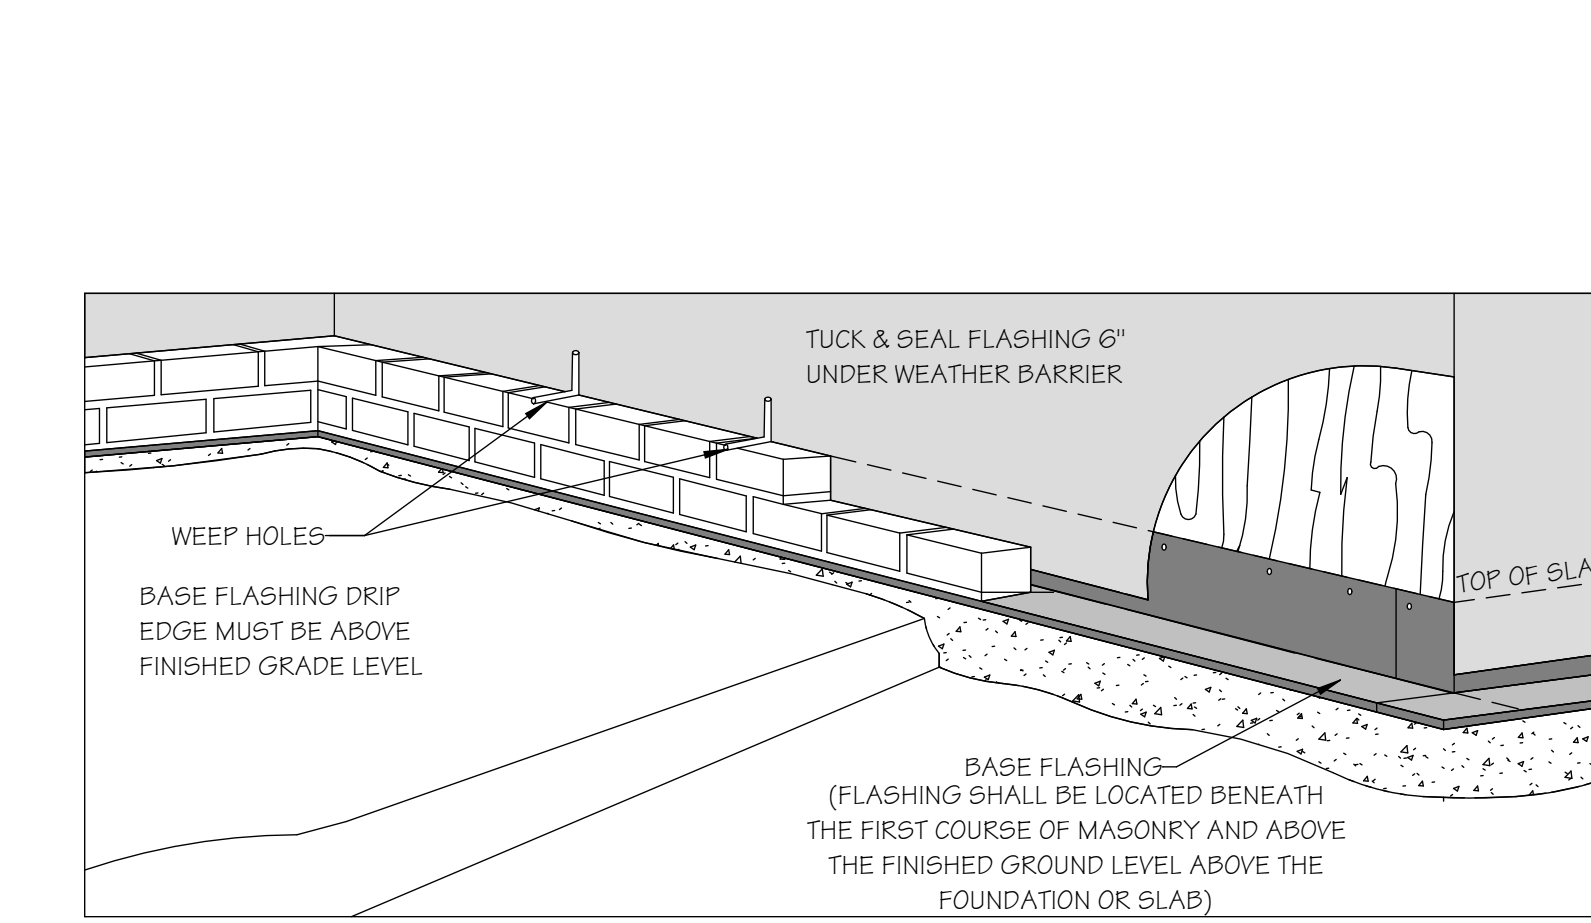 TUCK & SEAL FLASHING 6"
UNDER WEATHER BARRIER
TOP OF SLA
WEEP HOLES
BASE FLASHING DRIP
EDGE MUST BE ABOVE
FINISHED GRADE LEVEL
BASE FLASHING
(FLASHING SHALL BE LOCATED BENEATH
THE FIRST COURSE OF MASONRY AND ABOVE
THE FINISHED GROUND LEVEL ABOVE THE
FOUNDATION OR SLAB)